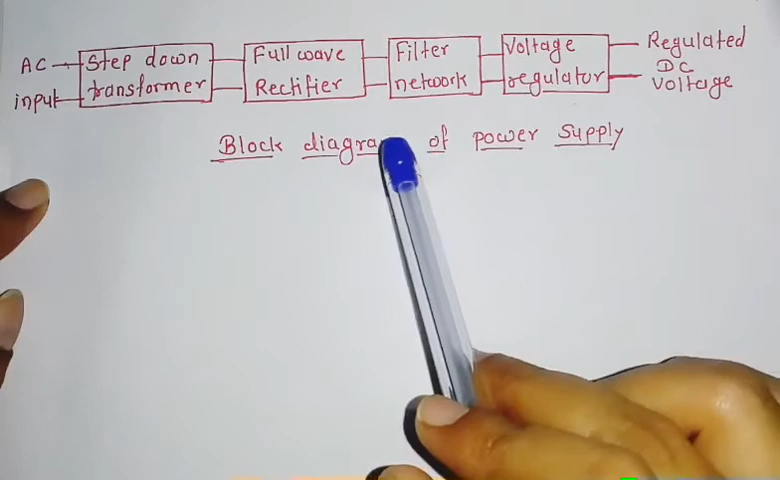 AC
input
Step down
transformer
Full wave
Rectifier
Filter
network
Voltage
regulator
Regulated
DC
Voltage
Block diagra of power Supply